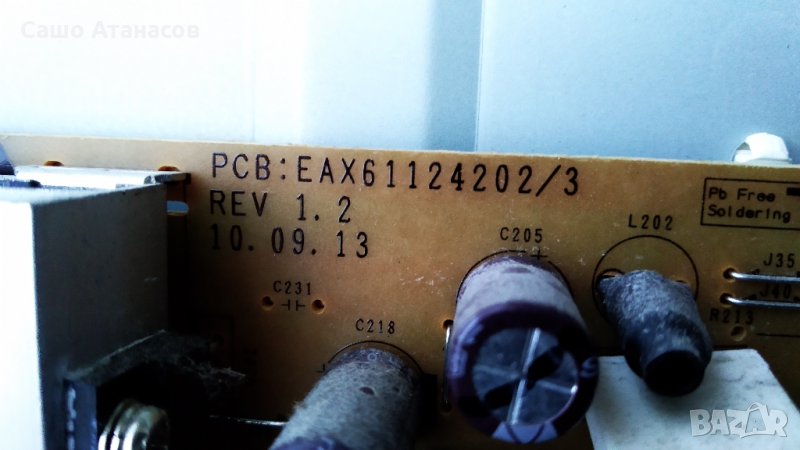 Сашо Атанасов
PCB:EAX61124202/3
REV 1.2
10.09.13
Pb Free
Soldering
L202
C205
J35
C231
J40
R213
C218
BAZAR